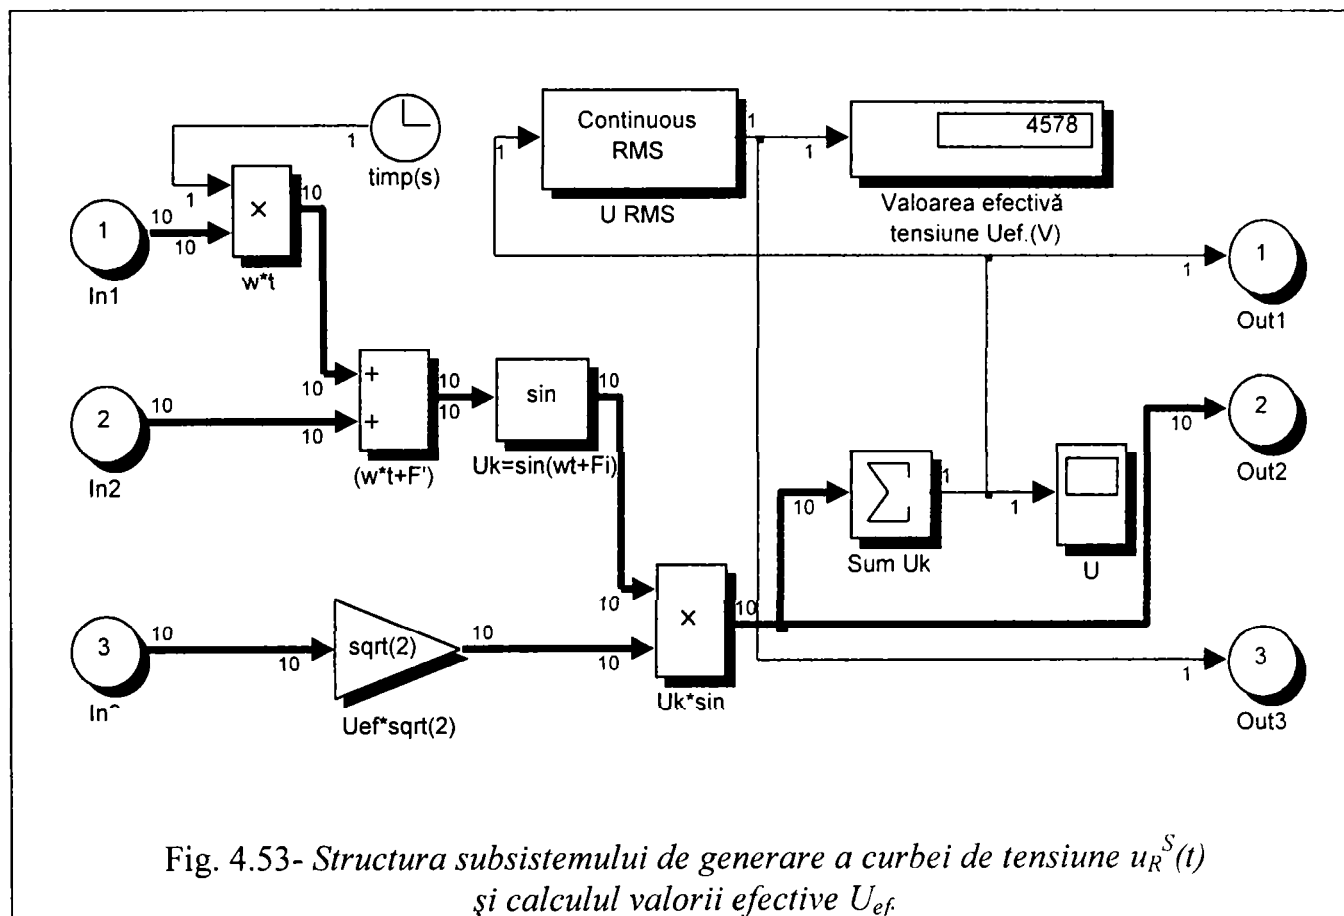 Continuous
RMS
1
4578
1
1
1
timp(s)
1
U RMS
Valoarea efectivă
tensiune Uef.(V)
1
10
10
10
×
w*t
In1
1
1
Out1
10
+
10
10
sin
10
2
10
10
+
(w*t+F')
Uk=sin(wt+Fi)
In2
2
10
Out2
10
1
1
Sum Uk
U
10
×
10
3
10
10
sqrt(2)
10
10
Uk*sin
Uef*sqrt(2)
3
1
Out3
Fig. 4.53- Structura subsistemului de generare a curbei de tensiune uRS(t)
şi calculul valorii efective Uef.